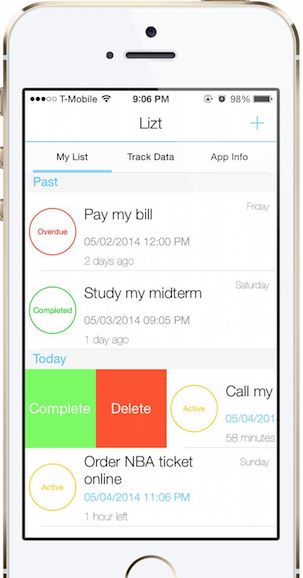 T-Mobile 9:06 PM 98%
Lizt +
My List Track Data App Info
Past
Friday
Pay my bill
Overdue
05/02/2014 12:00 PM
2 days ago
Saturday
Study my midterm
Completed
05/03/2014 09:05 PM
1 day ago
Today
Call my
Complete Delete Active
05/04/201
58 minutes
Order NBA ticket Sunday
online
Active
05/04/2014 11:06 PM
1 hour left